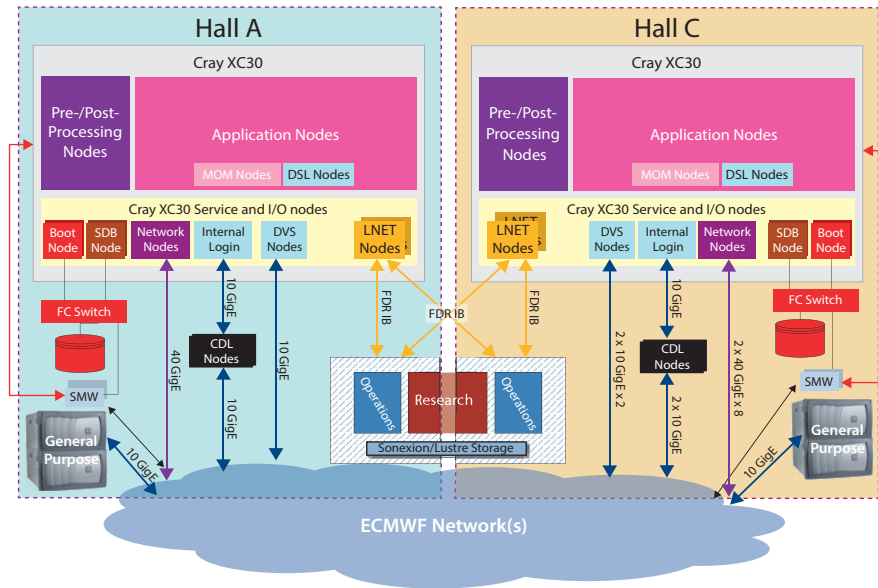 Hall A
Cray XC30
Pre-/Post-
Processing
Nodes
Application Nodes
MOM Nodes
DSL Nodes
Cray XC30 Service and I/O nodes
Boot
Node
SDB
Node
Network
Nodes
Internal
Login
DVS
Nodes
LNET
Nodes
FC Switch
10 GigE
CDL
Nodes
40 GigE
10 GigE
10 GigE
FDR IB
SMW
General
Purpose
10 GigE
Hall C
Cray XC30
Pre-/Post-
Processing
Nodes
Application Nodes
MOM Nodes
DSL Nodes
Cray XC30 Service and I/O nodes
LNET
LNET
Nodes
DVS
Nodes
Internal
Login
Network
Nodes
SDB
Node
Boot
Node
FDR IB
FDR IB
10 GigE
FC Switch
CDL
Nodes
2 x 10 GigE x 2
2 x 10 GigE
2 x 40 GigE x 8
SMW
General
Purpose
10 GigE
Operations
Research
Operations
Sonexion/Lustre Storage
ECMWF Network(s)